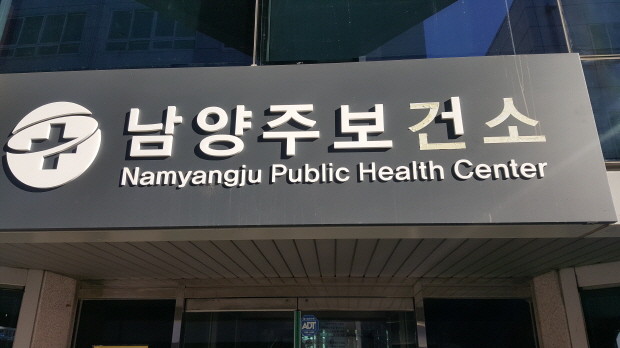 남양주보건소
Namyangju Public Health Center
ADT